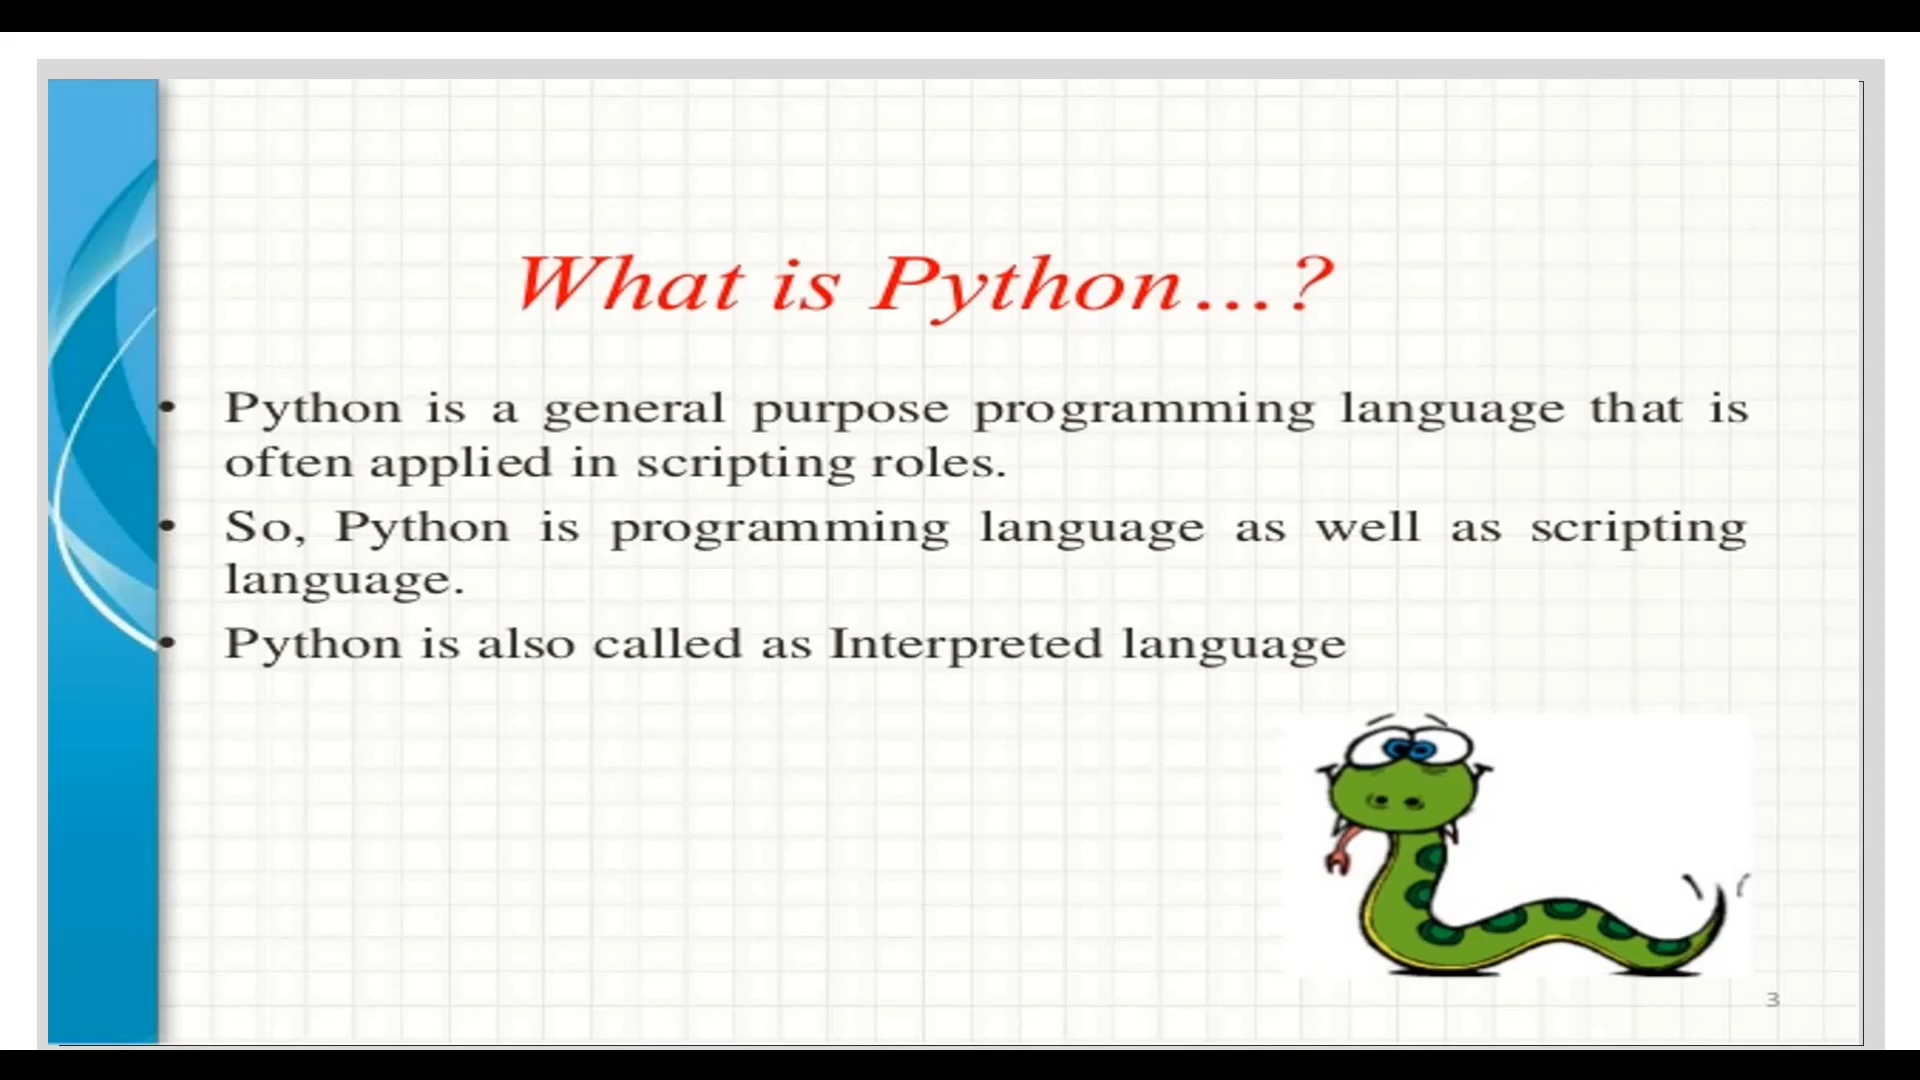 What is Python...?
• Python is a general purpose programming language that is
often applied in scripting roles.
• So, Python is programming language as well as scripting
language.
• Python is also called as Interpreted language
3